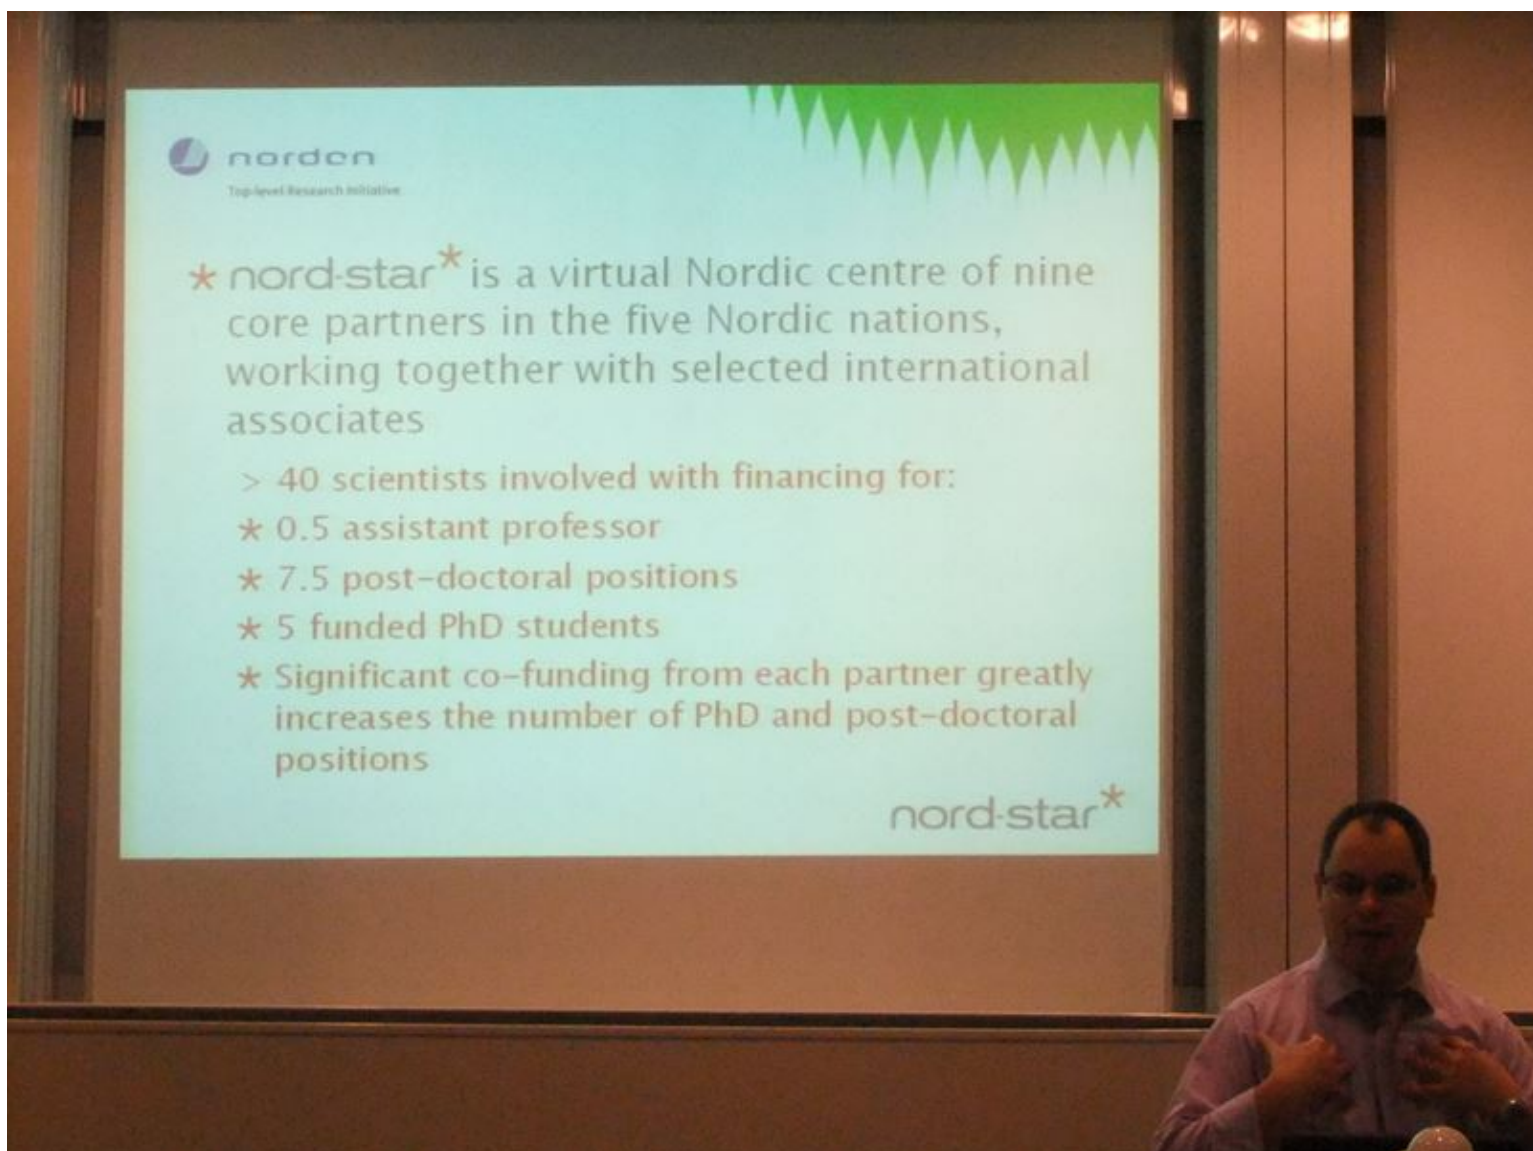 norden
Top-level Research Initiative
* nord-star* is a virtual Nordic centre of nine
core partners in the five Nordic nations,
working together with selected international
associates
> 40 scientists involved with financing for:
* 0.5 assistant professor
* 7.5 post-doctoral positions
* 5 funded PhD students
* Significant co-funding from each partner greatly
increases the number of PhD and post-doctoral
positions
nord-star*